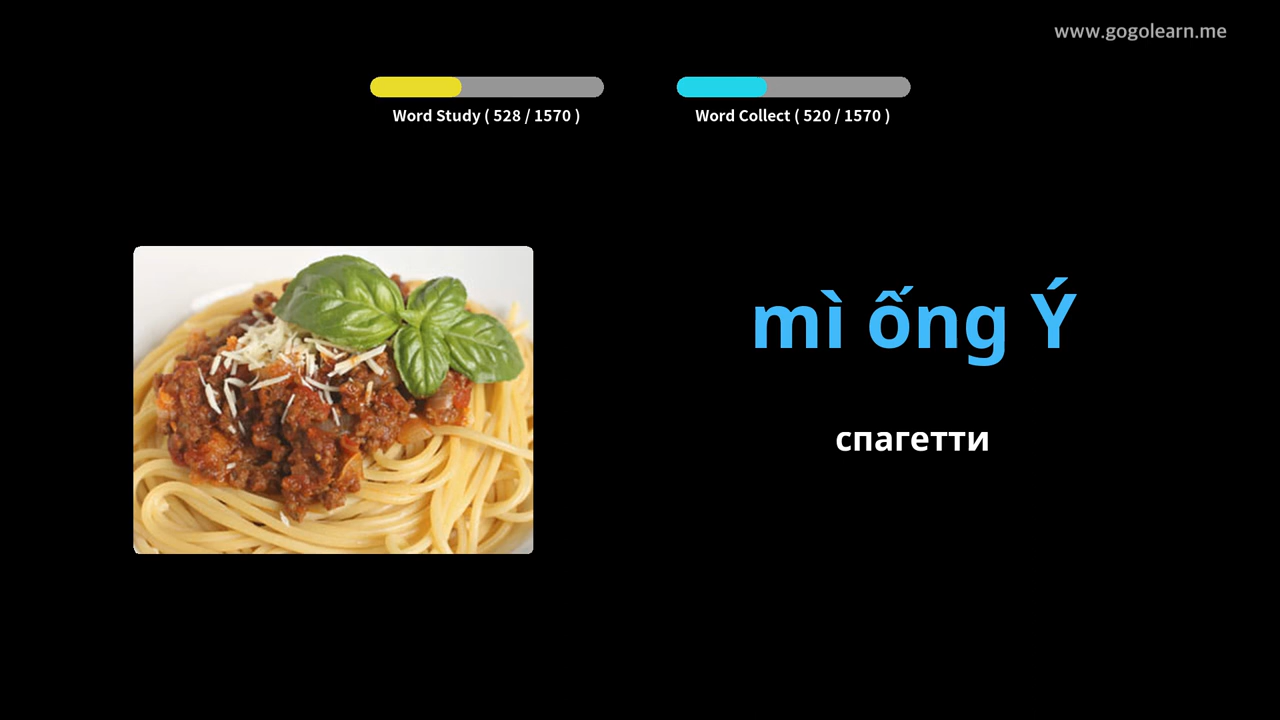 www.gogolearn.me
Word Study ( 528 / 1570 )
Word Collect ( 520 / 1570 )
mì ống Ý
спагетти